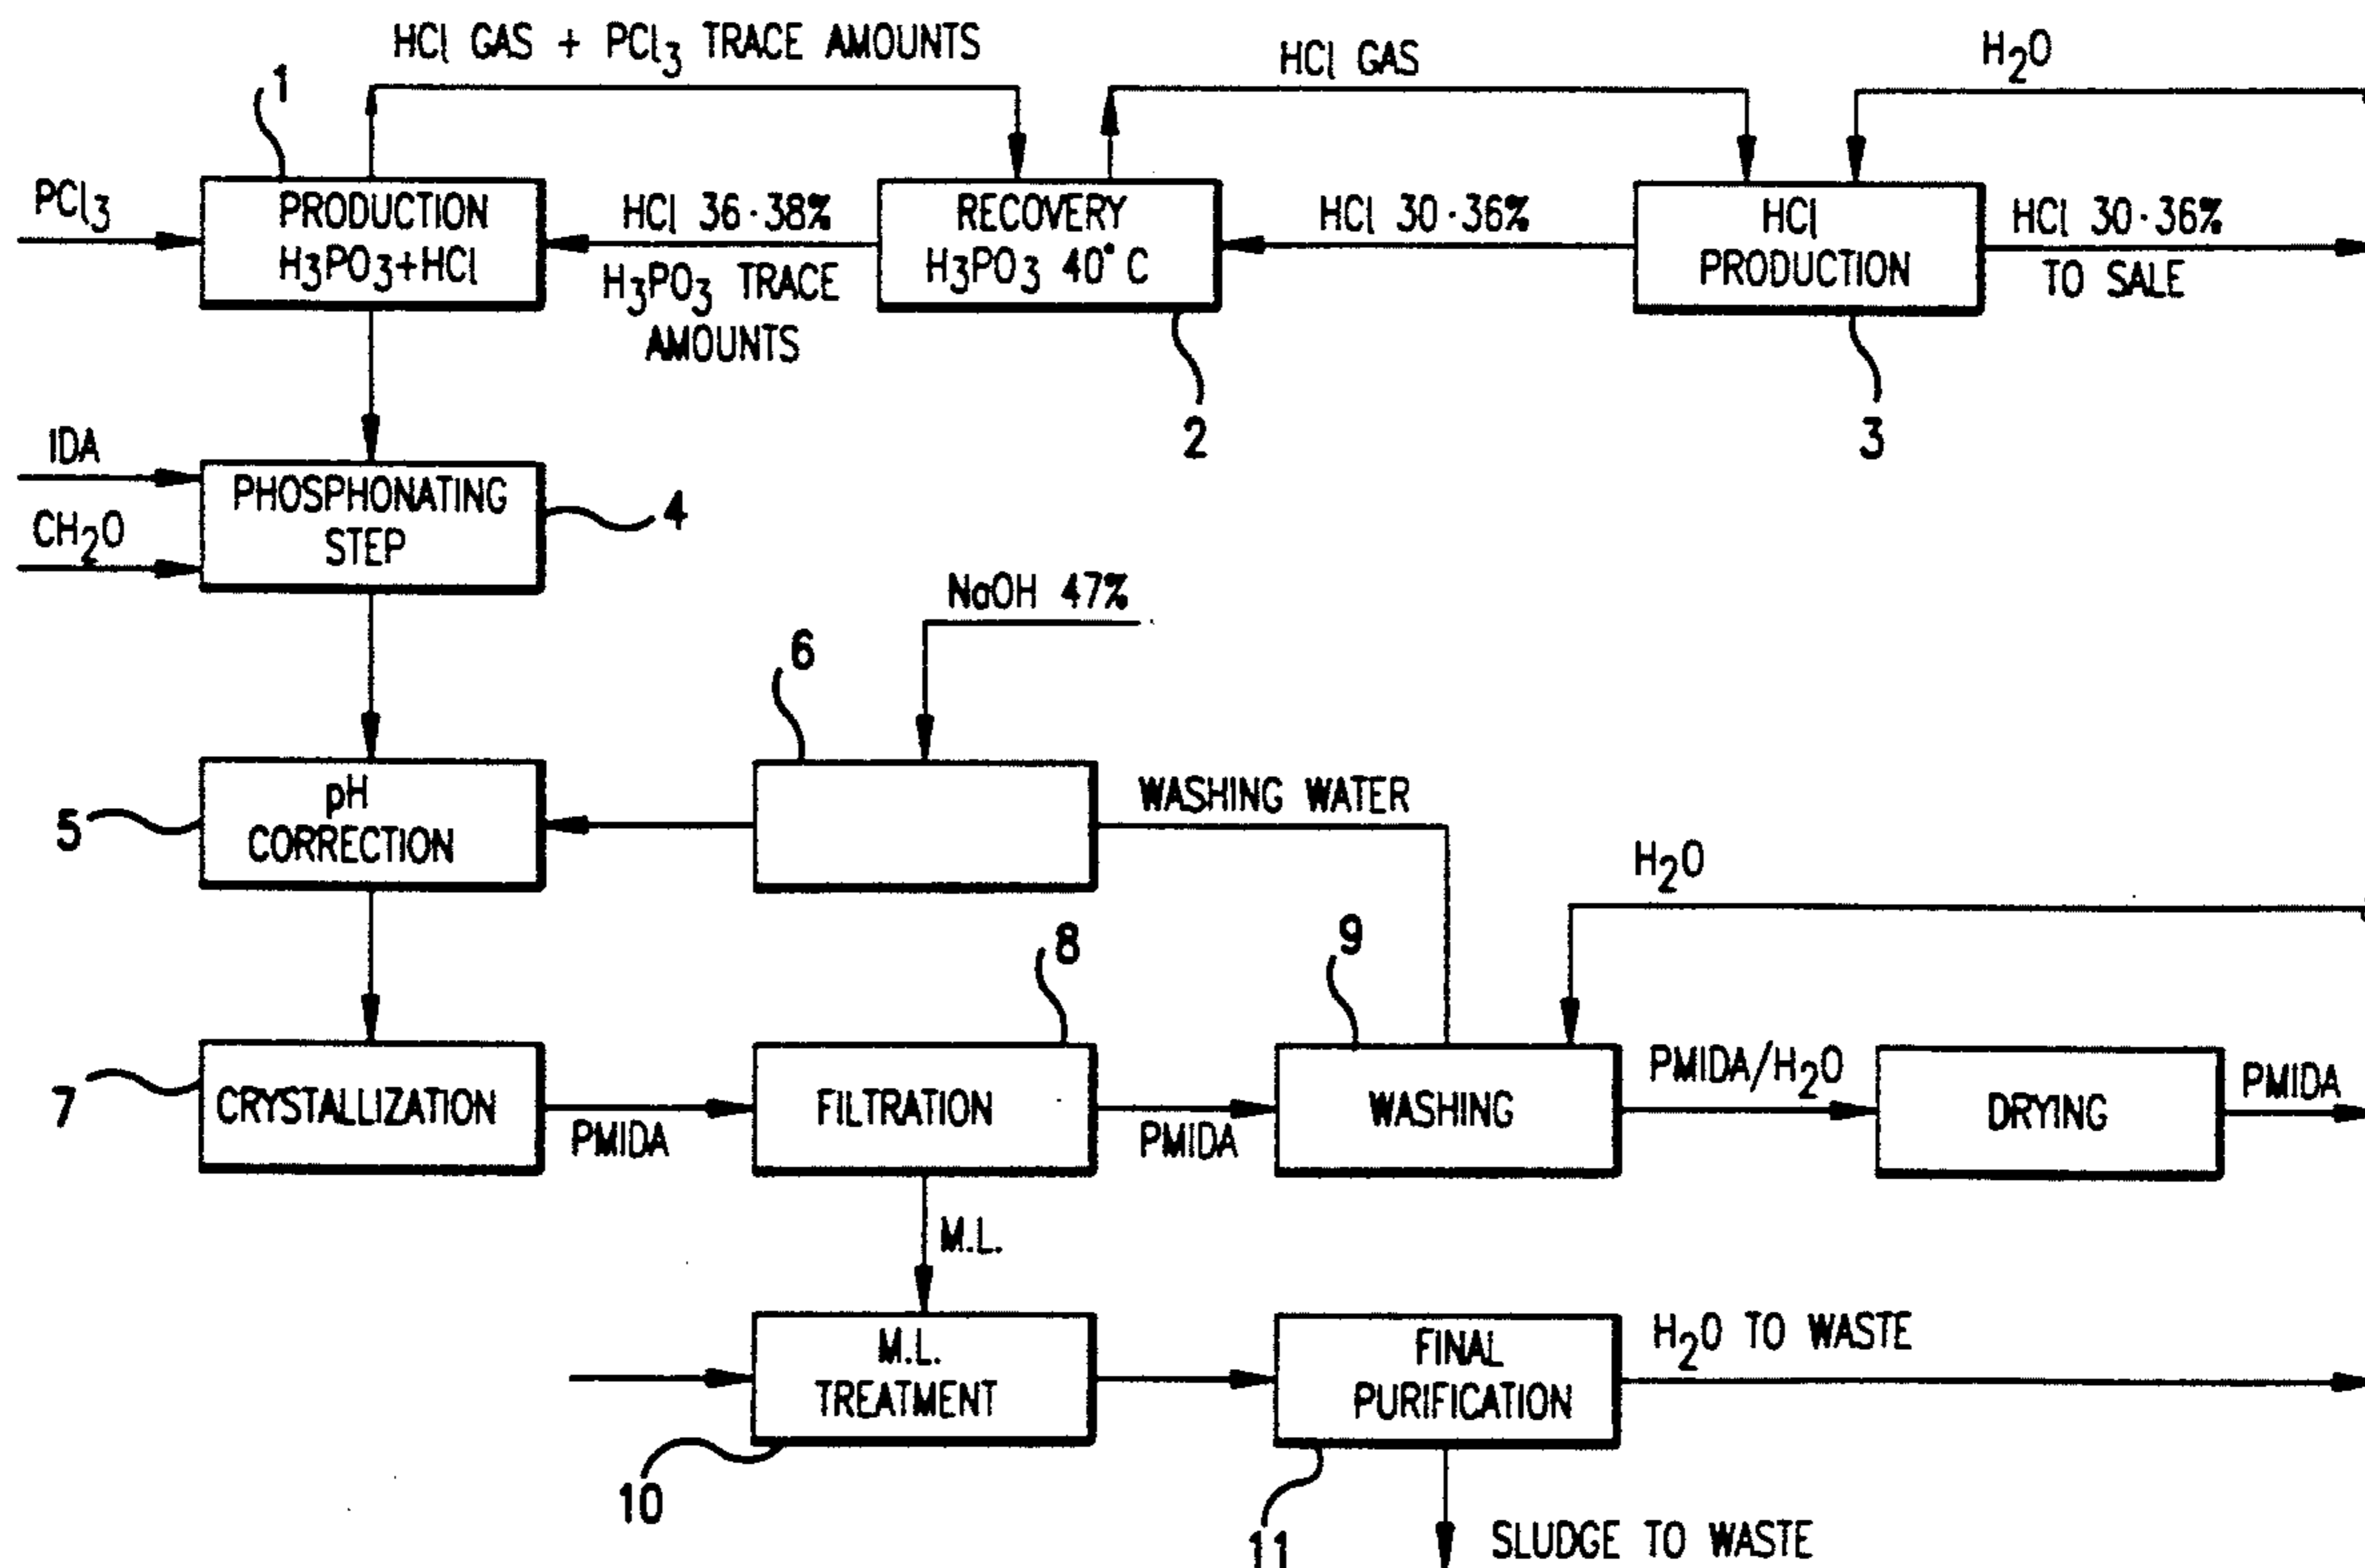 HCl GAS + PCl3 TRACE AMOUNTS
HCl GAS
H2O
1
PCl3
PRODUCTION
H3PO3+HCl
HCl 36·38%
H3PO3 TRACE
AMOUNTS
RECOVERY
H3PO3 40°C
HCl 30·36%
HCl
PRODUCTION
HCl 30·36%
TO SALE
2
3
IDA
CH2O
PHOSPHONATING
STEP
4
NaOH 47%
6
5
pH
CORRECTION
WASHING WATER
H2O
8
9
7
CRYSTALLIZATION
PMIDA
FILTRATION
PMIDA
WASHING
PMIDA/H2O
DRYING
PMIDA
M.L.
M.L.
TREATMENT
FINAL
PURIFICATION
H2O TO WASTE
10
11
SLUDGE TO WASTE